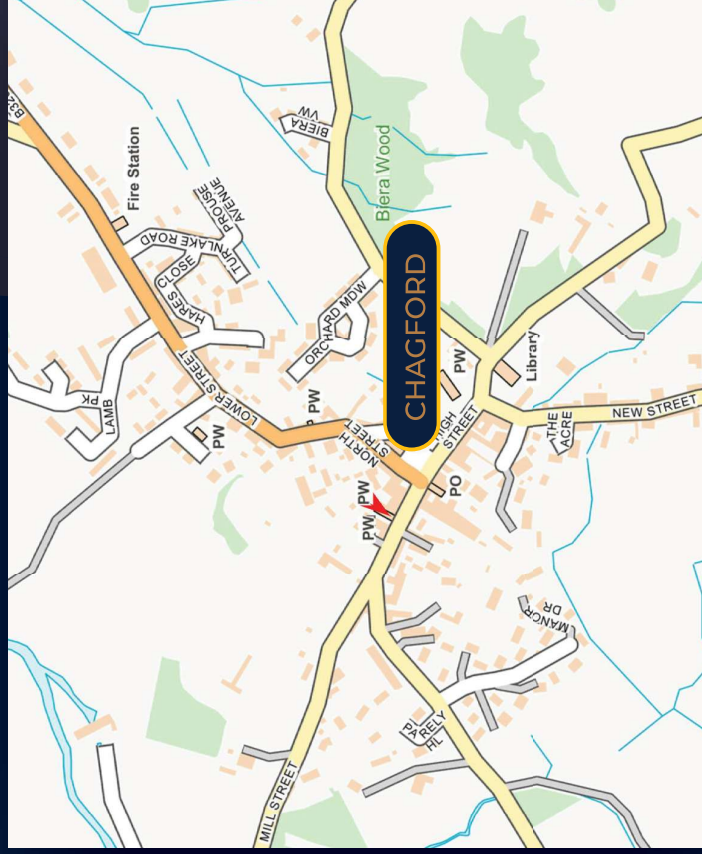 B32
Fire Station
PROUSE
AVENUE
TURNLAKE ROAD
HARES CLOSE
BIERA
VW
Biera Wood
ORCHARD MDW
LAMB
PK
LOWER STREET
PW
PW
NORTH
STREET
CHAGFORD
PW
HIGH
STREET
Library
NEW STREET
THE
ACRE
PO
PW
PW
MANOR
DR
PARELY
HL
MILL STREET